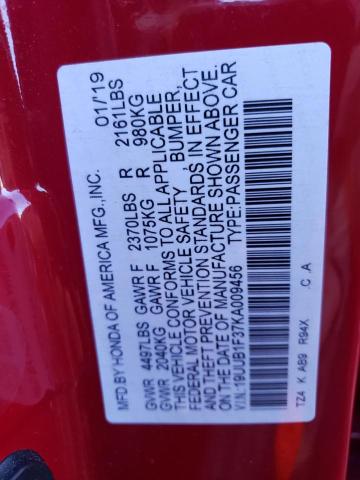 MFD.BY HONDA OF AMERICA MFG.,INC. 01/19
GVWR 4497LBS GAWR F 2370LBS R 2161LBS
GVWR 2040KG GAWR F 1075KG R 980KG
THIS VEHICLE CONFORMS TO ALL APPLICABLE
FEDERAL MOTOR VEHICLE SAFETY, BUMPER,
AND THEFT PREVENTION STANDARDS IN EFFECT
ON THE DATE OF MANUFACTURE SHOWN ABOVE.
V.I.N.:19UUB1F37KA009456 TYPE:PASSENGER CAR
TZ4 K AB9 R94X C .A